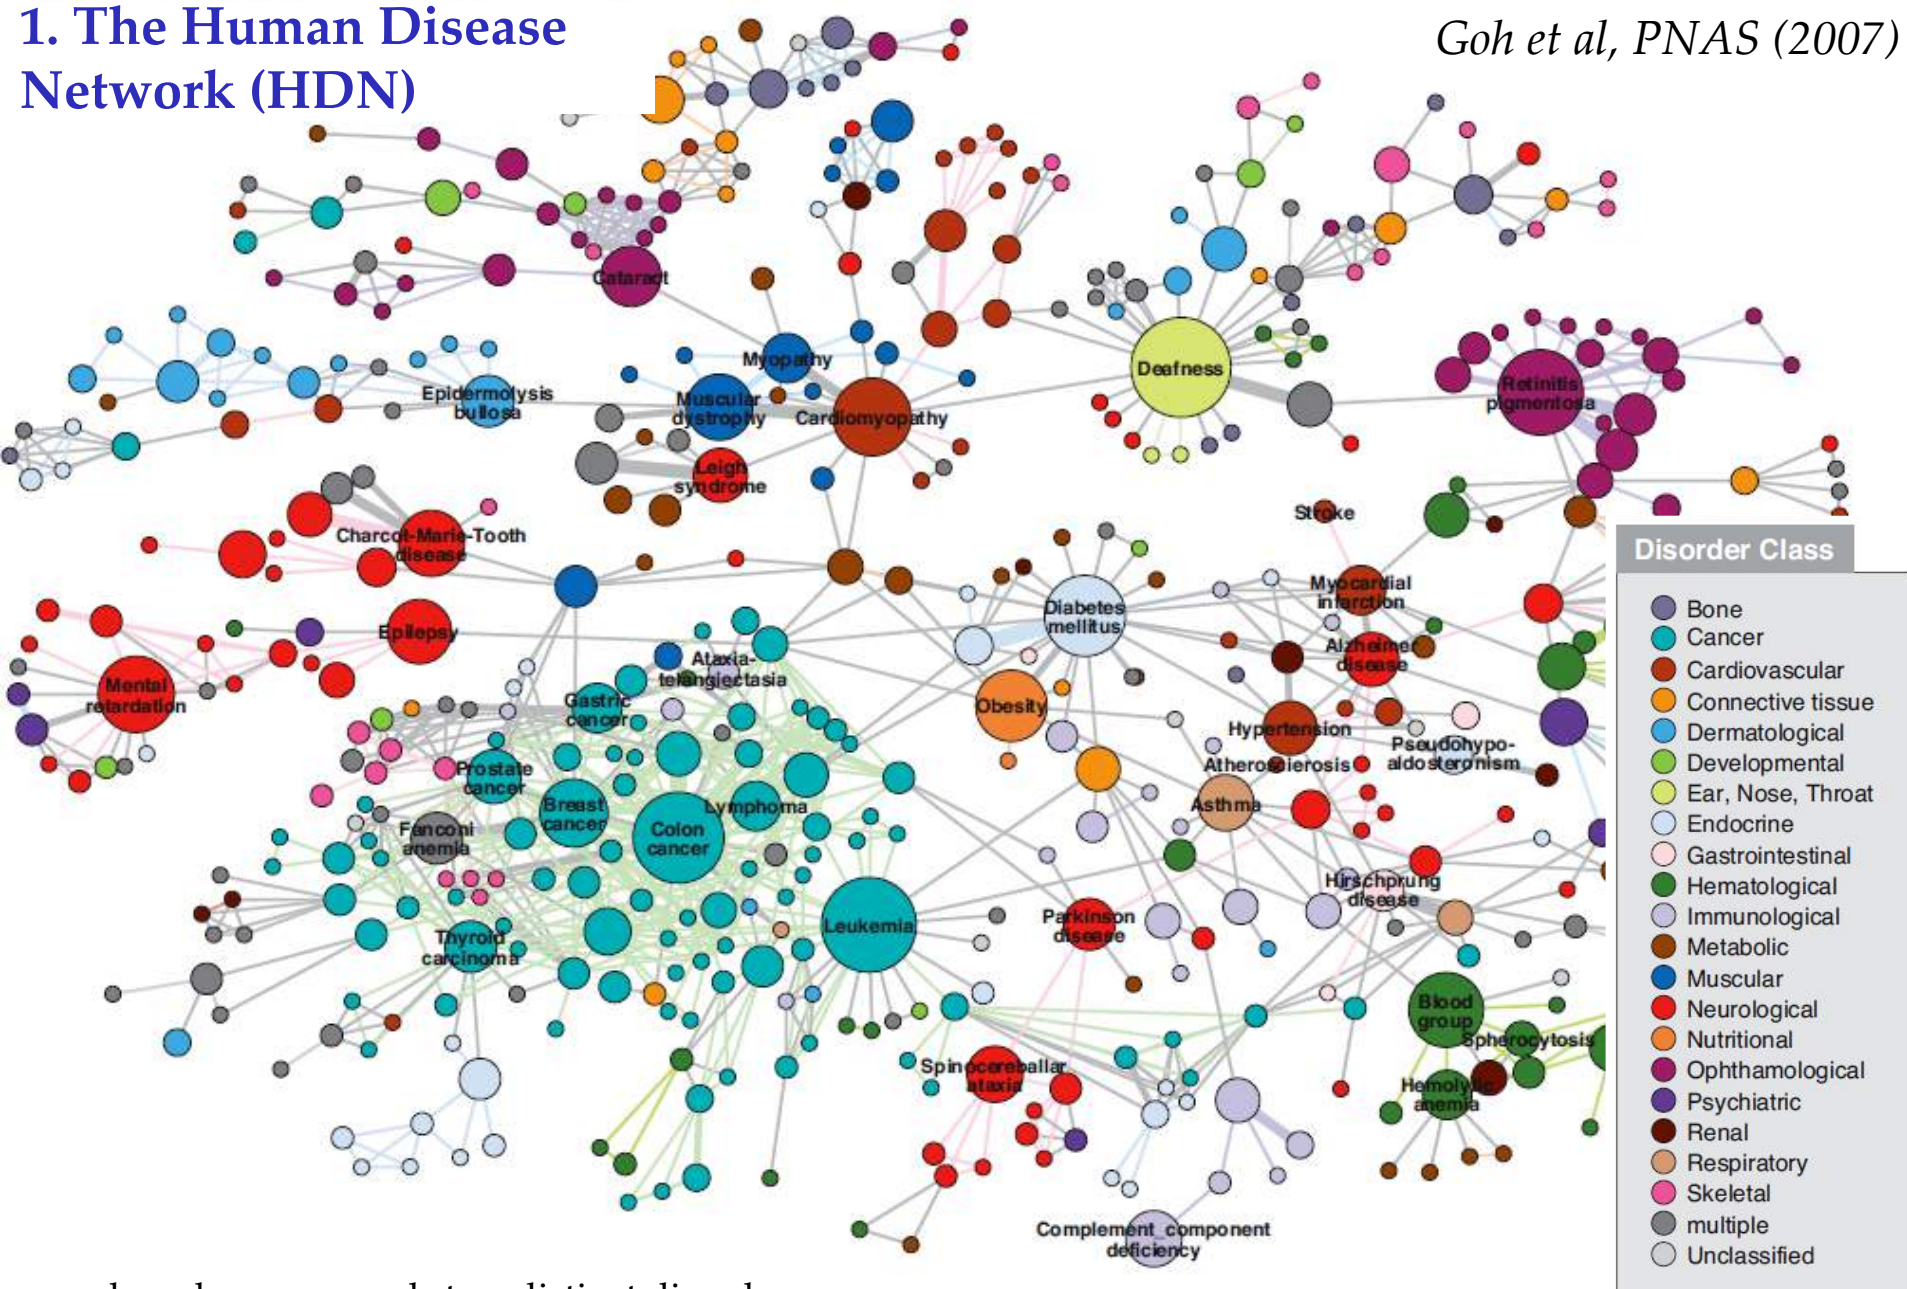 1. The Human Disease
Network (HDN)
Goh et al, PNAS (2007)
Cataract
Myopathy
Deafness
Epidermolysis
bullosa
Muscular
dystrophy
Cardiomyopathy
Retinitis
pigmentosa
Leigh
syndrome
Charcot-Marie-Tooth
disease
Stroke
Myocardial
infarction
Diabetes
mellitus
Epilepsy
Alzheimer
disease
Ataxia-
telangiectasia
Mental
retardation
Gastric
cancer
Obesity
Hypertension
Pseudohypo-
aldosteronism
Atherosclerosis
Prostate
cancer
Breast
cancer
Lymphoma
Asthma
Colon
cancer
Fanconi
anemia
Hirschprung
disease
Parkinson
disease
Leukemia
Thyroid
carcinoma
Blood
group
Spherocytosis
Spinocereballar
ataxia
Hemolytic
anemia
Complement_component
deficiency
Disorder Class
Bone
Cancer
Cardiovascular
Connective tissue
Dermatological
Developmental
Ear, Nose, Throat
Endocrine
Gastrointestinal
Hematological
Immunological
Metabolic
Muscular
Neurological
Nutritional
Ophthamological
Psychiatric
Renal
Respiratory
Skeletal
multiple
Unclassified